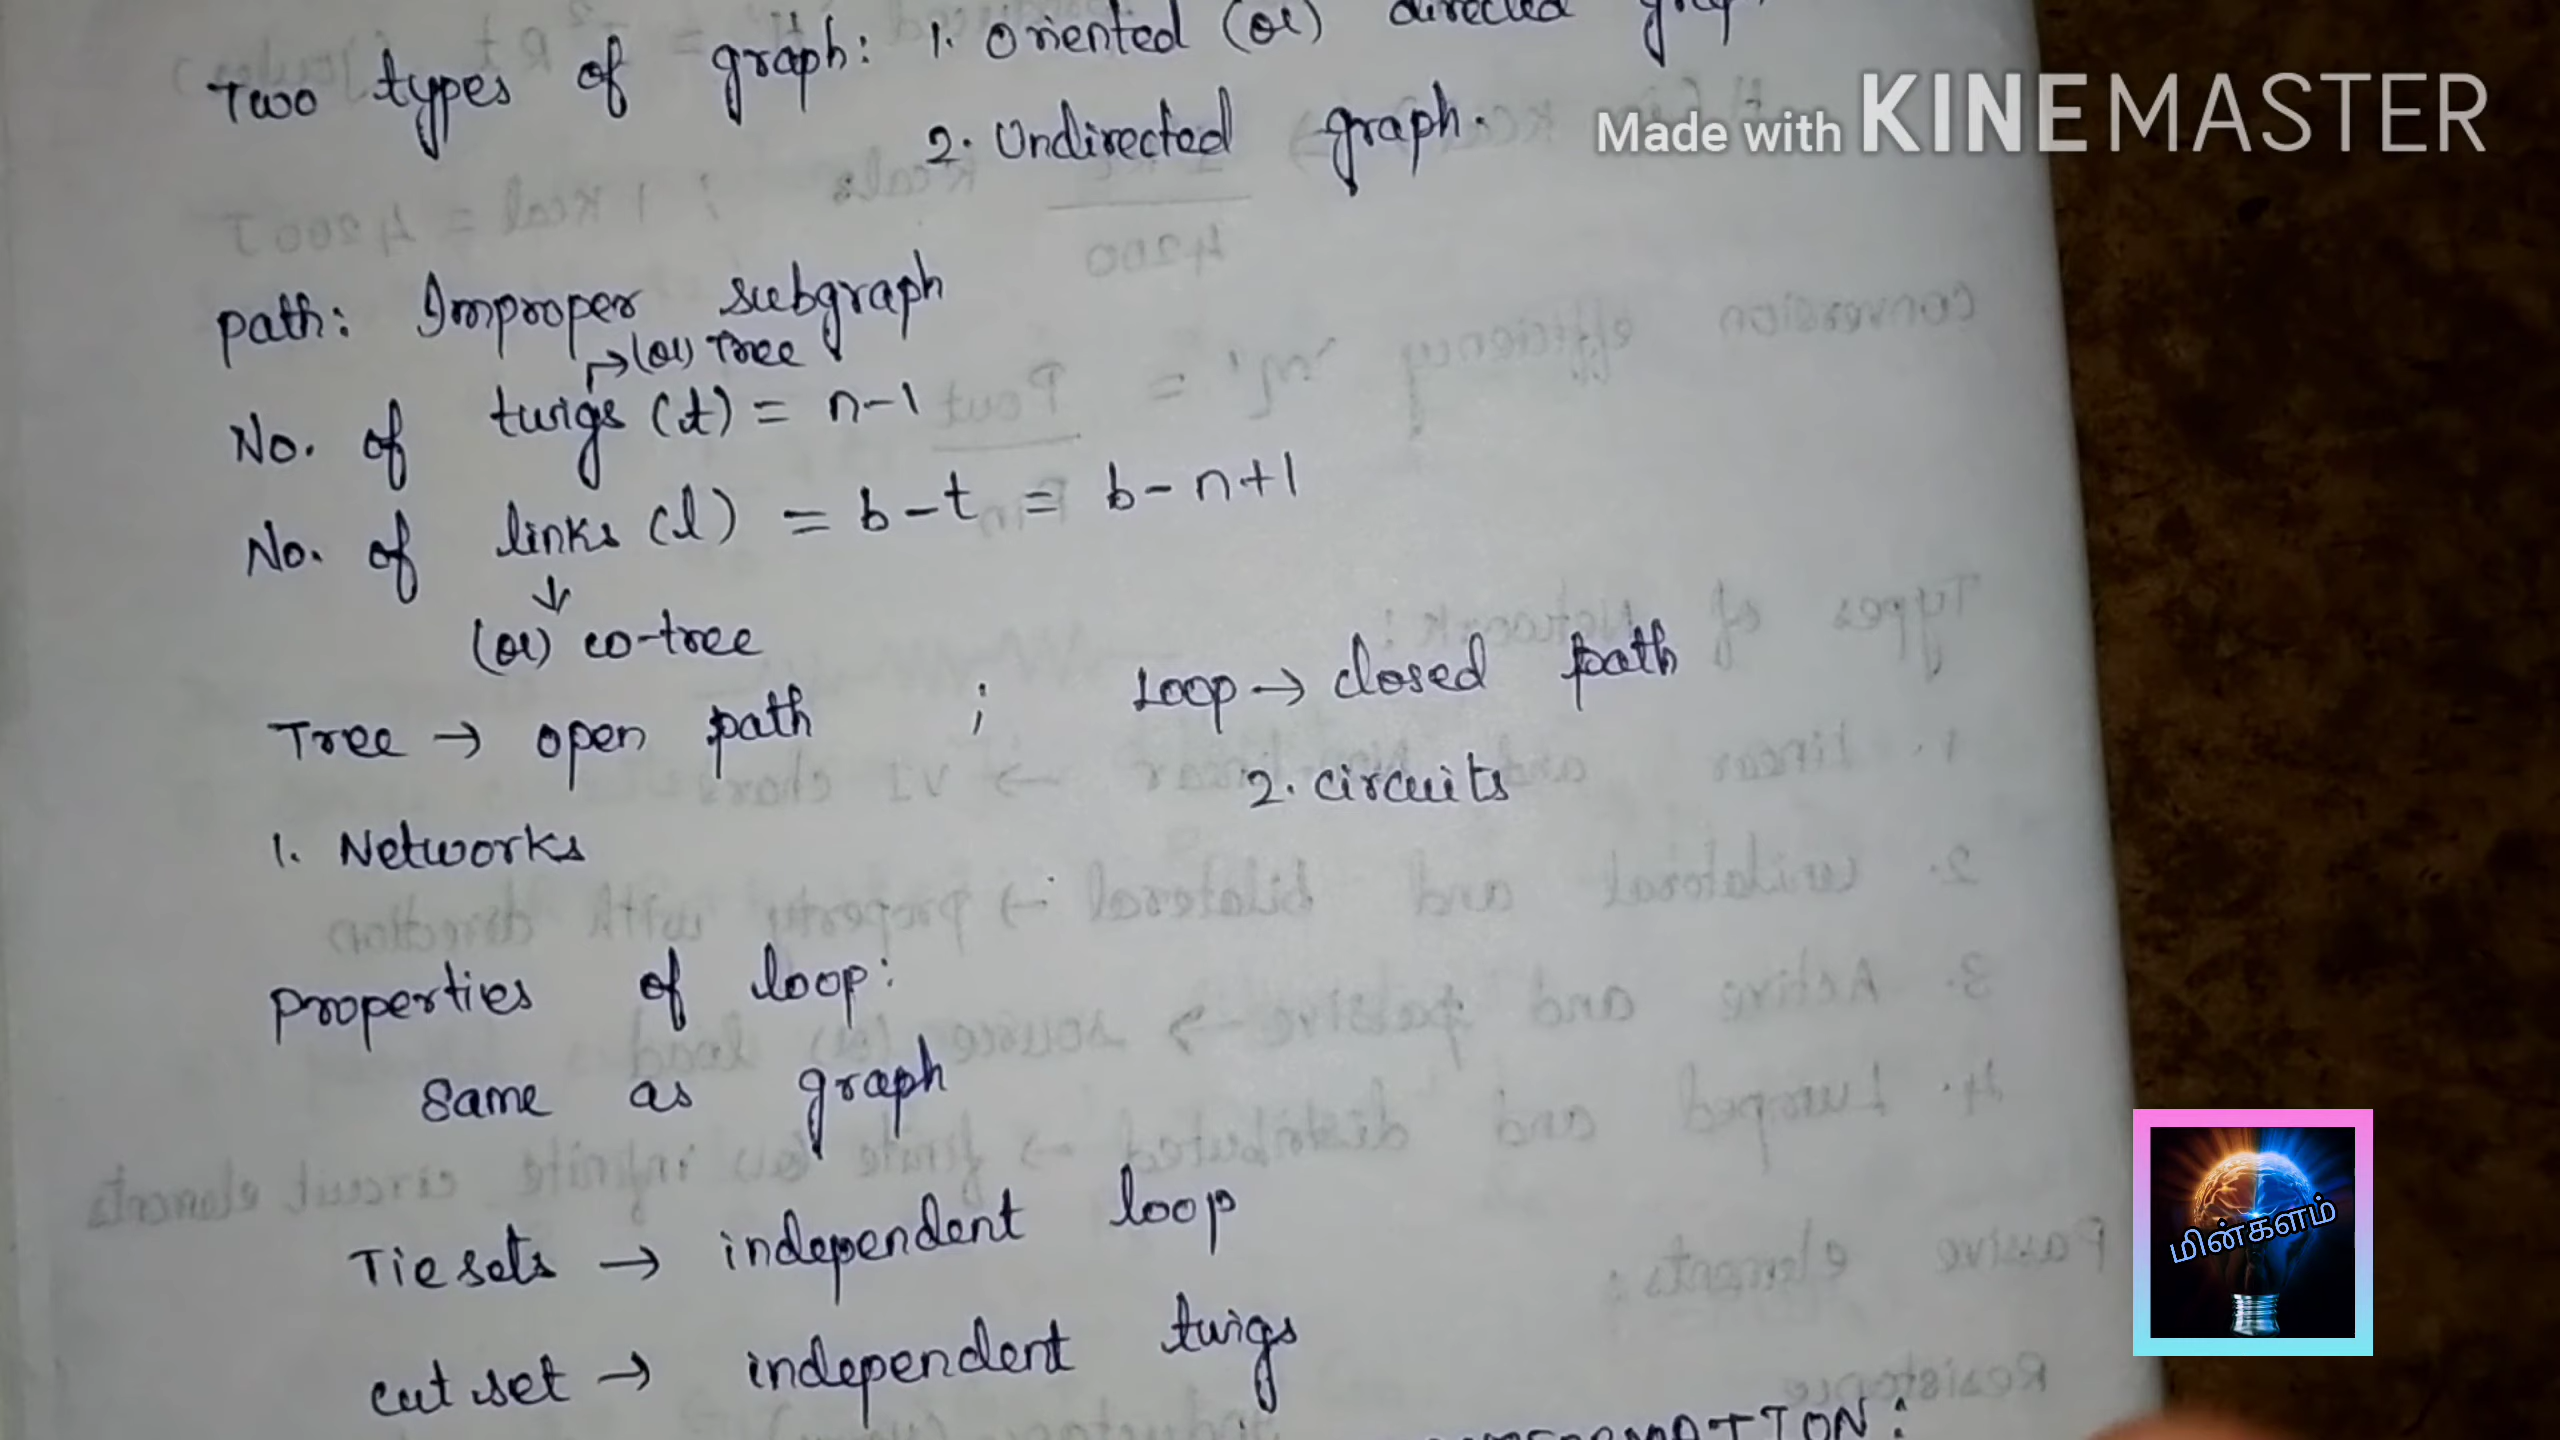 Two types of graph: 1. Oriented (or) directed
2. Undirected graph.
Made with KINEMASTER
path: Improper subgraph
→ (or) Tree
No. of twigs (t) = n-1
No. of links (l) = b-t = b-n+1
↓
(or) co-tree
Tree → open path ; Loop → closed path
1. Networks 2. circuits
Properties of loop:
Same as graph
Tie sets → independent loop
cut set → independent twigs
மின்களம்